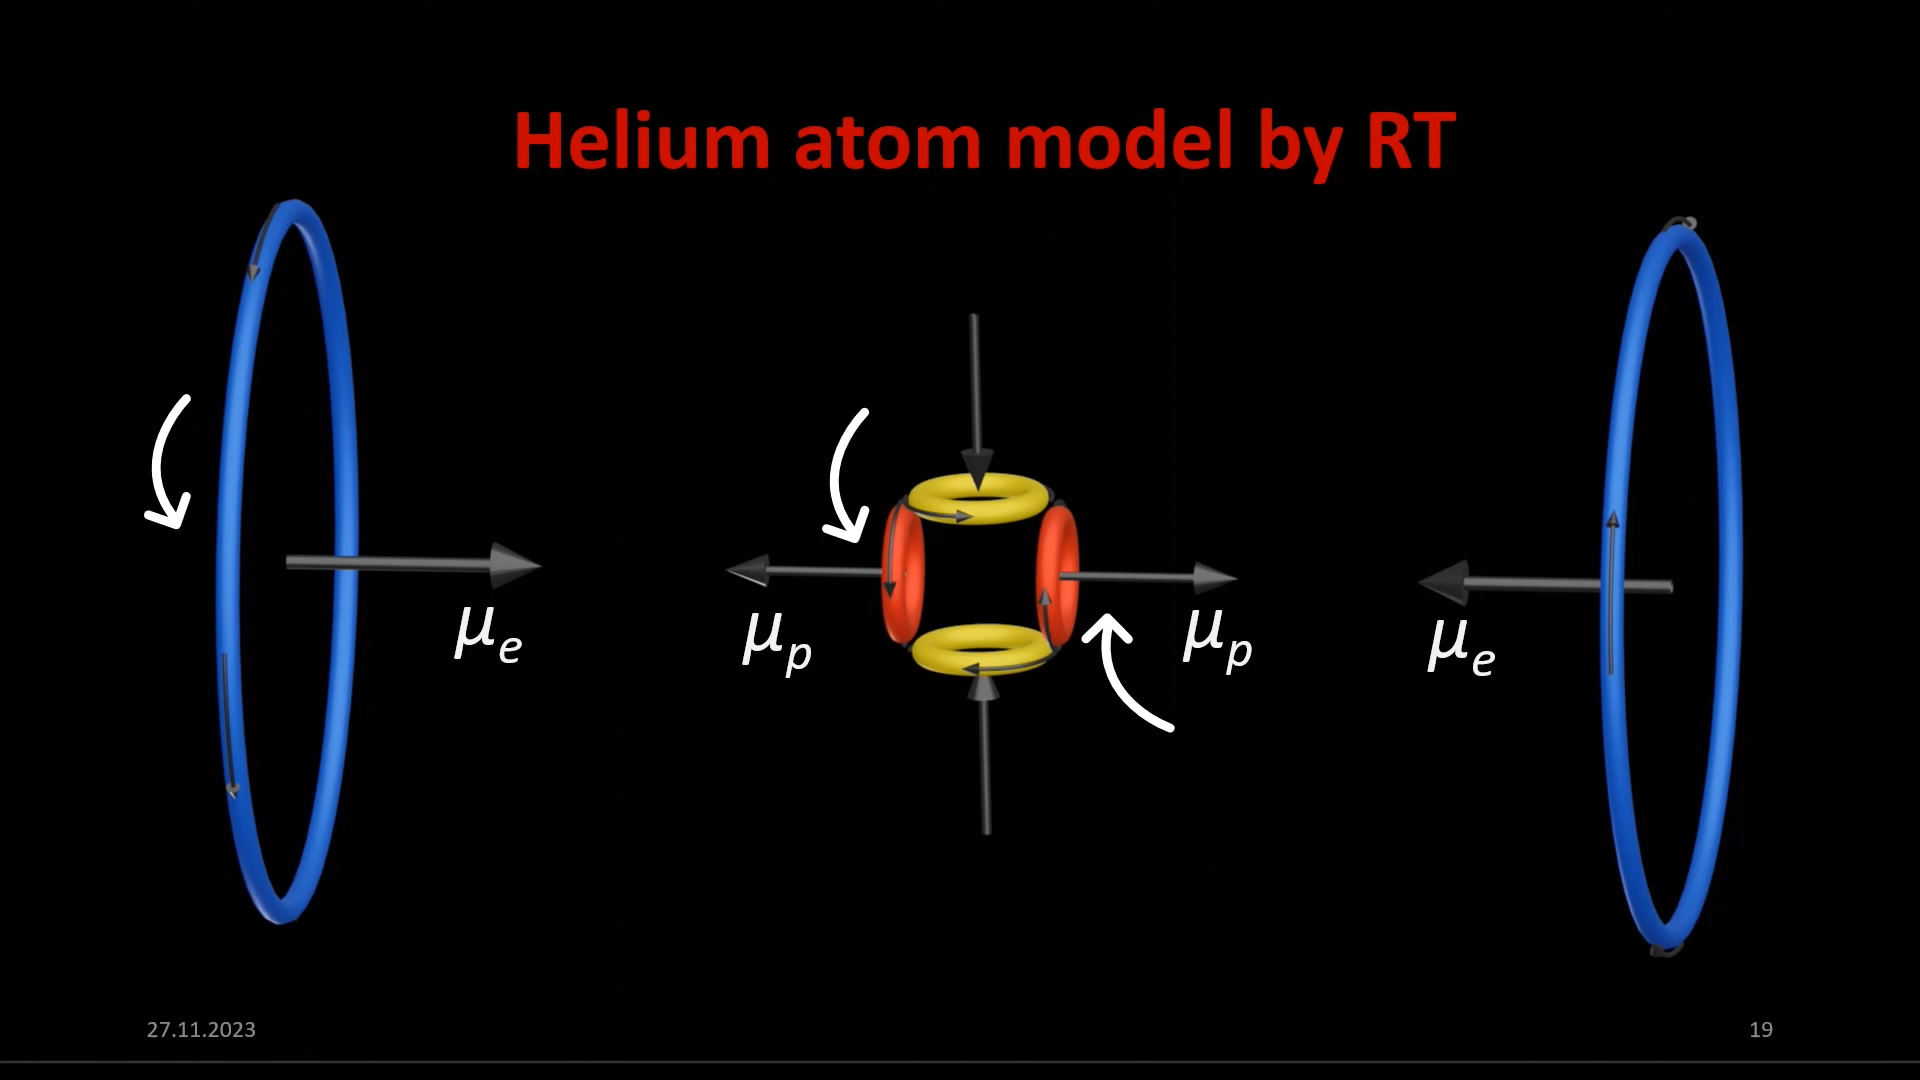 Helium atom model by RT
μₑ
μₚ
μₚ
μₑ
27.11.2023
19